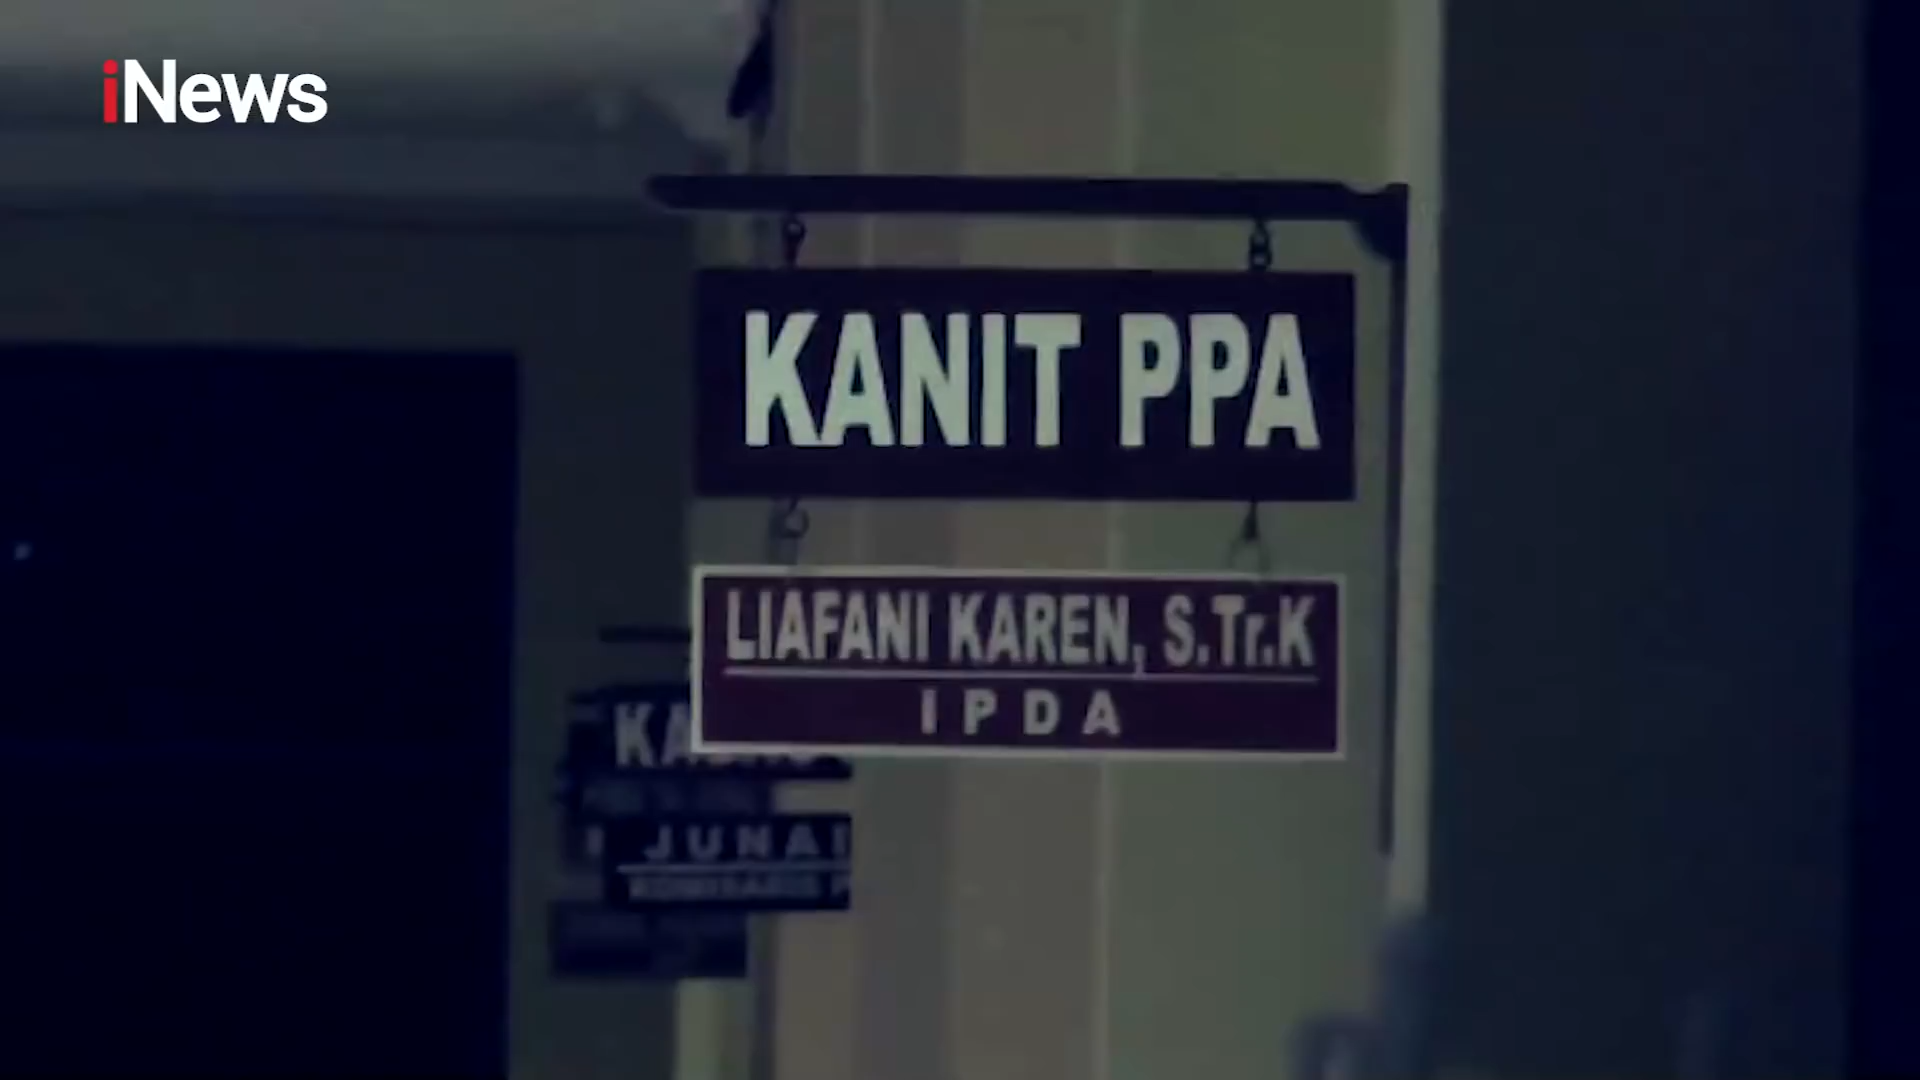 iNews
KANIT PPA
LIAFANI KAREN, S.Tr.K
IPDA
JUNAI